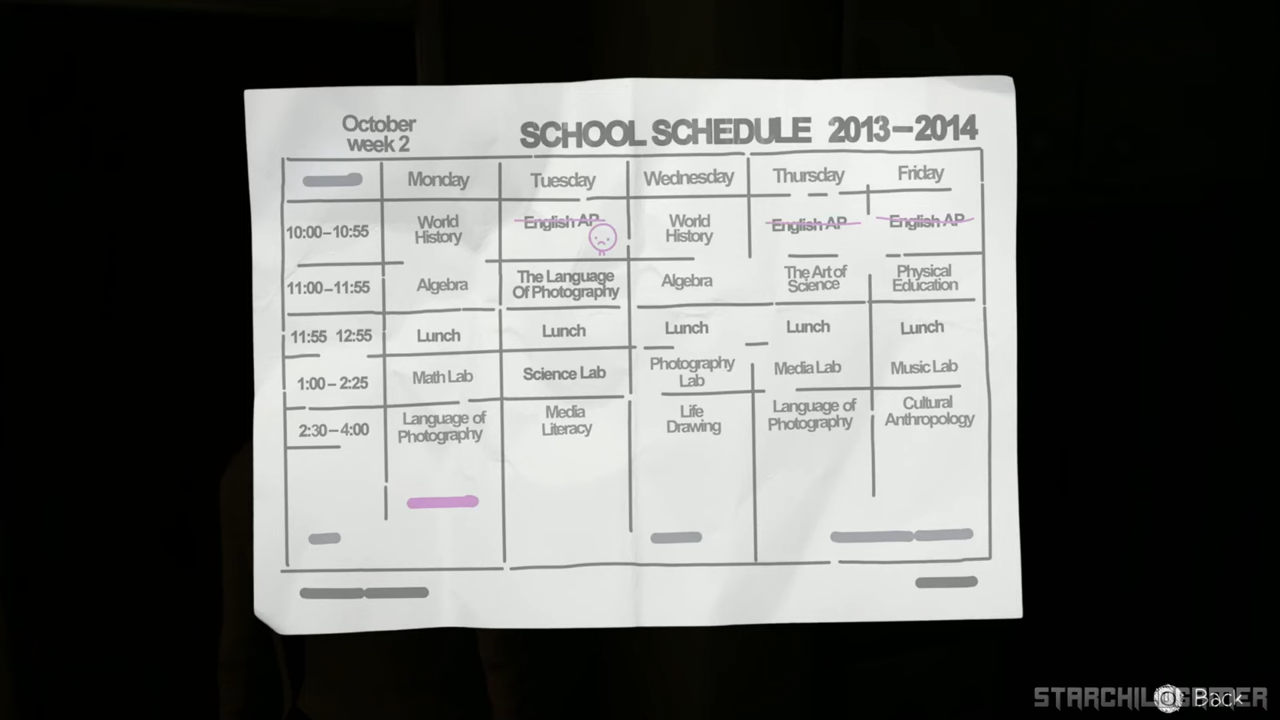 October
week 2
SCHOOL SCHEDULE 2013-2014
Monday Tuesday Wednesday Thursday Friday
10:00-10:55 World History English AP World History English AP English AP
11:00-11:55 Algebra The Language Of Photography Algebra The Art of Science Physical Education
11:55 12:55 Lunch Lunch Lunch Lunch Lunch
1:00-2:25 Math Lab Science Lab Photography Lab Media Lab Music Lab
2:30-4:00 Language of Photography Media Literacy Life Drawing Language of Photography Cultural Anthropology
Back